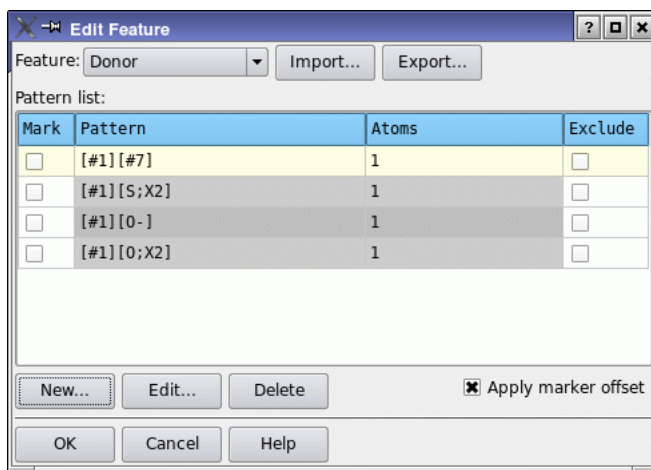 Edit Feature ?
Feature: Donor Import... Export...
Pattern list:
Mark Pattern Atoms Exclude
[#1][#7] 1
[#1][S;X2] 1
[#1][O-] 1
[#1][O;X2] 1
New... Edit... Delete Apply marker offset
OK Cancel Help